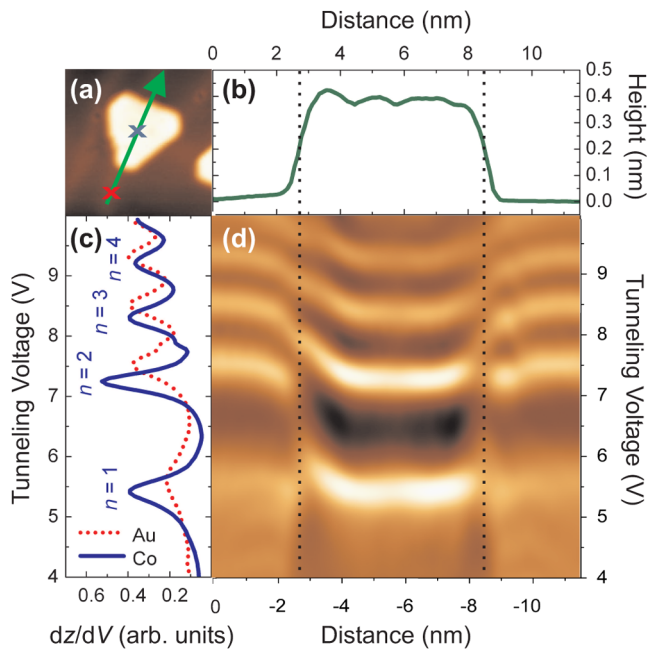 Distance (nm)
0 4 6 8 10
(a)
(b)
0.5
0.4
0.3
0.2
0.1
0.0
Height (nm)
(c)
(d)
n = 4
n = 3
n = 2
n = 1
Au
Co
Tunneling Voltage (V)
9
8
7
6
5
4
Tunneling Voltage (V)
9
8
7
6
5
4
0.6 0.4 0.2
0 -2 -4 -6 -8 -10
dz/dV (arb. units)
Distance (nm)